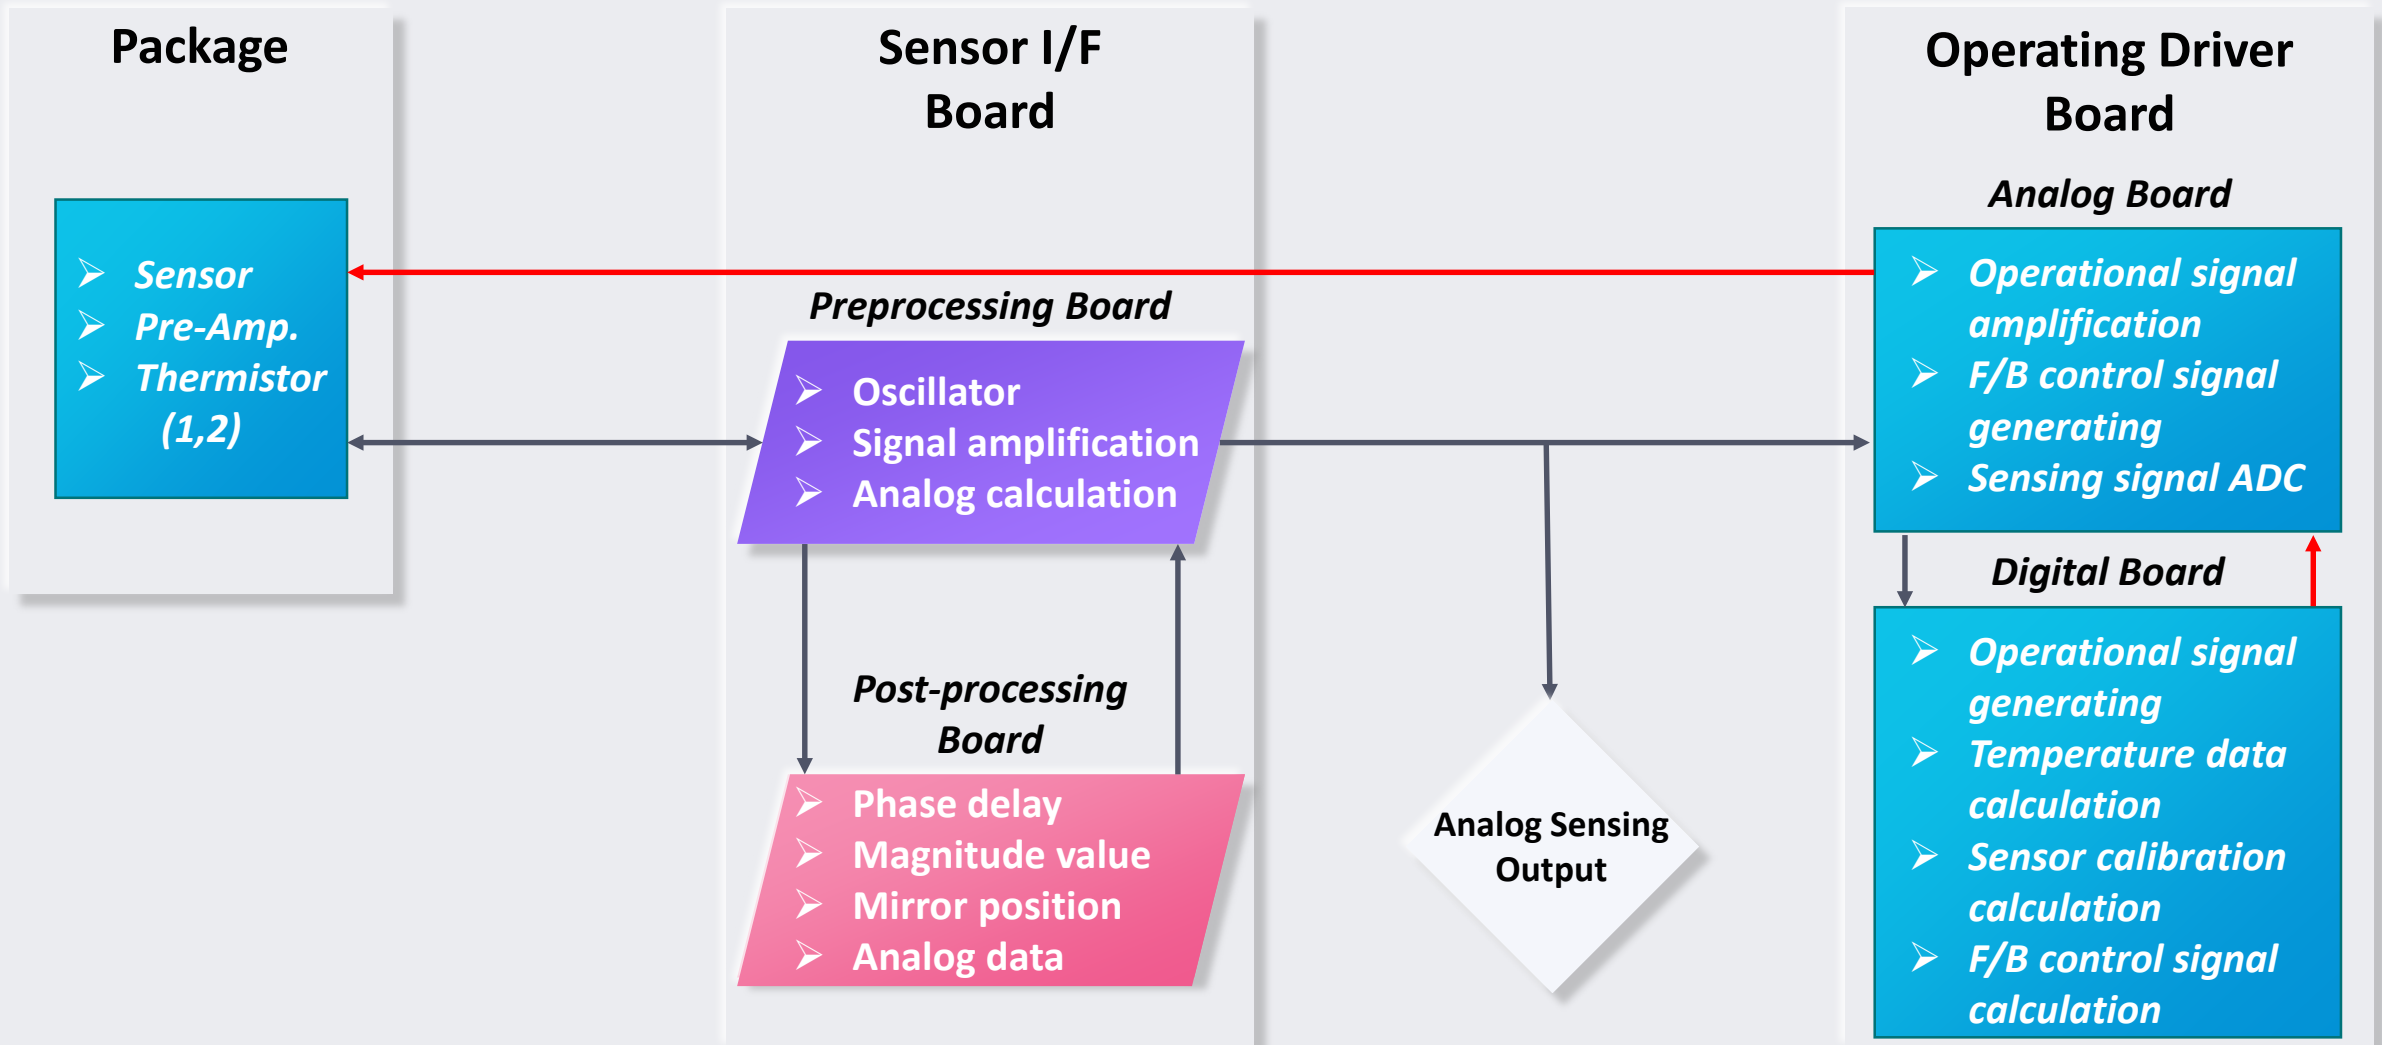 Package
Sensor
Pre-Amp.
Thermistor
(1,2)
Sensor I/F
Board
Preprocessing Board
Oscillator
Signal amplification
Analog calculation
Post-processing
Board
Phase delay
Magnitude value
Mirror position
Analog data
Analog Sensing
Output
Operating Driver
Board
Analog Board
Operational signal
amplification
F/B control signal
generating
Sensing signal ADC
Digital Board
Operational signal
generating
Temperature data
calculation
Sensor calibration
calculation
F/B control signal
calculation